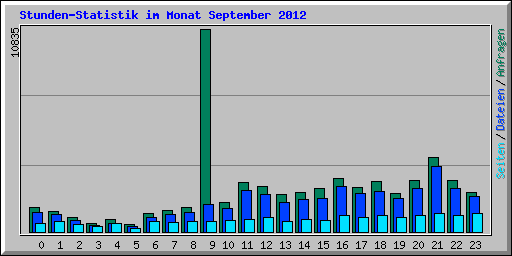 Stunden-Statistik im Monat September 2012
10835
Seiten/Dateien/Anfragen
0 1 2 3 4 5 6 7 8 9 10 11 12 13 14 15 16 17 18 19 20 21 22 23